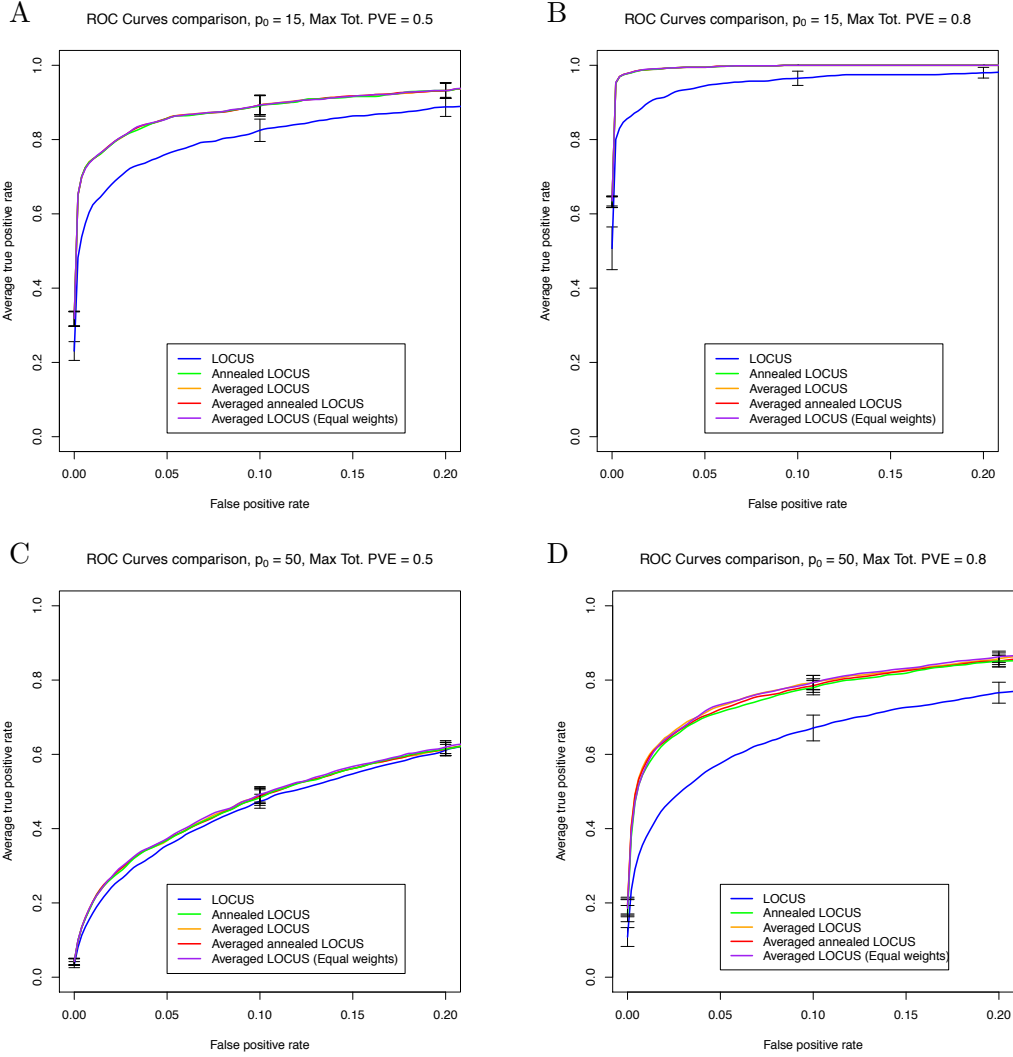 A
ROC Curves comparison, p₀ = 15, Max Tot. PVE = 0.5
Average true positive rate
1.0
0.8
0.6
0.4
0.2
0.0
LOCUS
Annealed LOCUS
Averaged LOCUS
Averaged annealed LOCUS
Averaged LOCUS (Equal weights)
0.00 0.05 0.10 0.15 0.20
False positive rate
B
ROC Curves comparison, p₀ = 15, Max Tot. PVE = 0.8
Average true positive rate
1.0
0.8
0.6
0.4
0.2
0.0
LOCUS
Annealed LOCUS
Averaged LOCUS
Averaged annealed LOCUS
Averaged LOCUS (Equal weights)
0.00 0.05 0.10 0.15 0.20
False positive rate
C
ROC Curves comparison, p₀ = 50, Max Tot. PVE = 0.5
Average true positive rate
1.0
0.8
0.6
0.4
0.2
0.0
LOCUS
Annealed LOCUS
Averaged LOCUS
Averaged annealed LOCUS
Averaged LOCUS (Equal weights)
0.00 0.05 0.10 0.15 0.20
False positive rate
D
ROC Curves comparison, p₀ = 50, Max Tot. PVE = 0.8
Average true positive rate
1.0
0.8
0.6
0.4
0.2
0.0
LOCUS
Annealed LOCUS
Averaged LOCUS
Averaged annealed LOCUS
Averaged LOCUS (Equal weights)
0.00 0.05 0.10 0.15 0.20
False positive rate